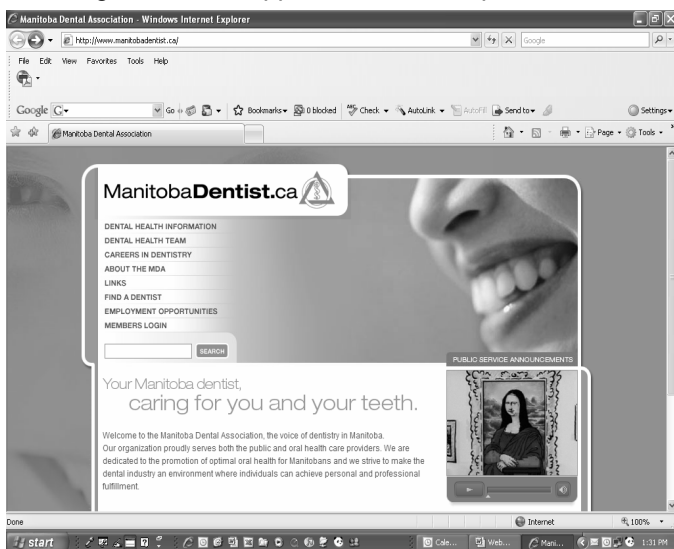 Manitoba Dental Association - Windows Internet Explorer
http://www.manitobadentist.ca/
Google
File Edit View Favorites Tools Help
Google G Go Bookmarks 0 blocked ABC Check AutoLink AutoFill Send to Settings
Manitoba Dental Association Page Tools
ManitobaDentist.ca
DENTAL HEALTH INFORMATION
DENTAL HEALTH TEAM
CAREERS IN DENTISTRY
ABOUT THE MDA
LINKS
FIND A DENTIST
EMPLOYMENT OPPORTUNITIES
MEMBERS LOGIN
SEARCH
PUBLIC SERVICE ANNOUNCEMENTS
Your Manitoba dentist,
caring for you and your teeth.
Welcome to the Manitoba Dental Association, the voice of dentistry in Manitoba.
Our organization proudly serves both the public and oral health care providers. We are
dedicated to the promotion of optimal oral health for Manitobans and we strive to make the
dental industry an environment where individuals can achieve personal and professional
fulfillment.
Done Internet 100%
start Cale... Web... Mani... 1:31 PM